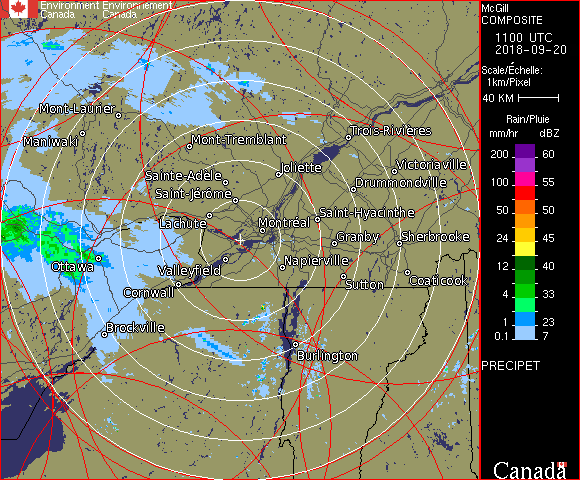 Environment Environnement
Canada Canada
McGill
COMPOSITE
1100 UTC
2018-09-20
Scale/Échelle:
1km/Pixel
40 KM
Rain/Pluie
mm/hr dBZ
200 60
100 55
50 50
24 45
12 40
4 33
1 23
0.1 7
PRECIPET
Canada
Mont-Laurier
Maniwaki
Mont-Tremblant
Trois-Rivières
Sainte-Adèle
Joliette
Victoriaville
Saint-Jérôme
Drummondville
Lachute
Montréal
Saint-Hyacinthe
Granby
Sherbrooke
Ottawa
Valleyfield
Napierville
Cornwall
Sutton
Coaticook
Brockville
Burlington